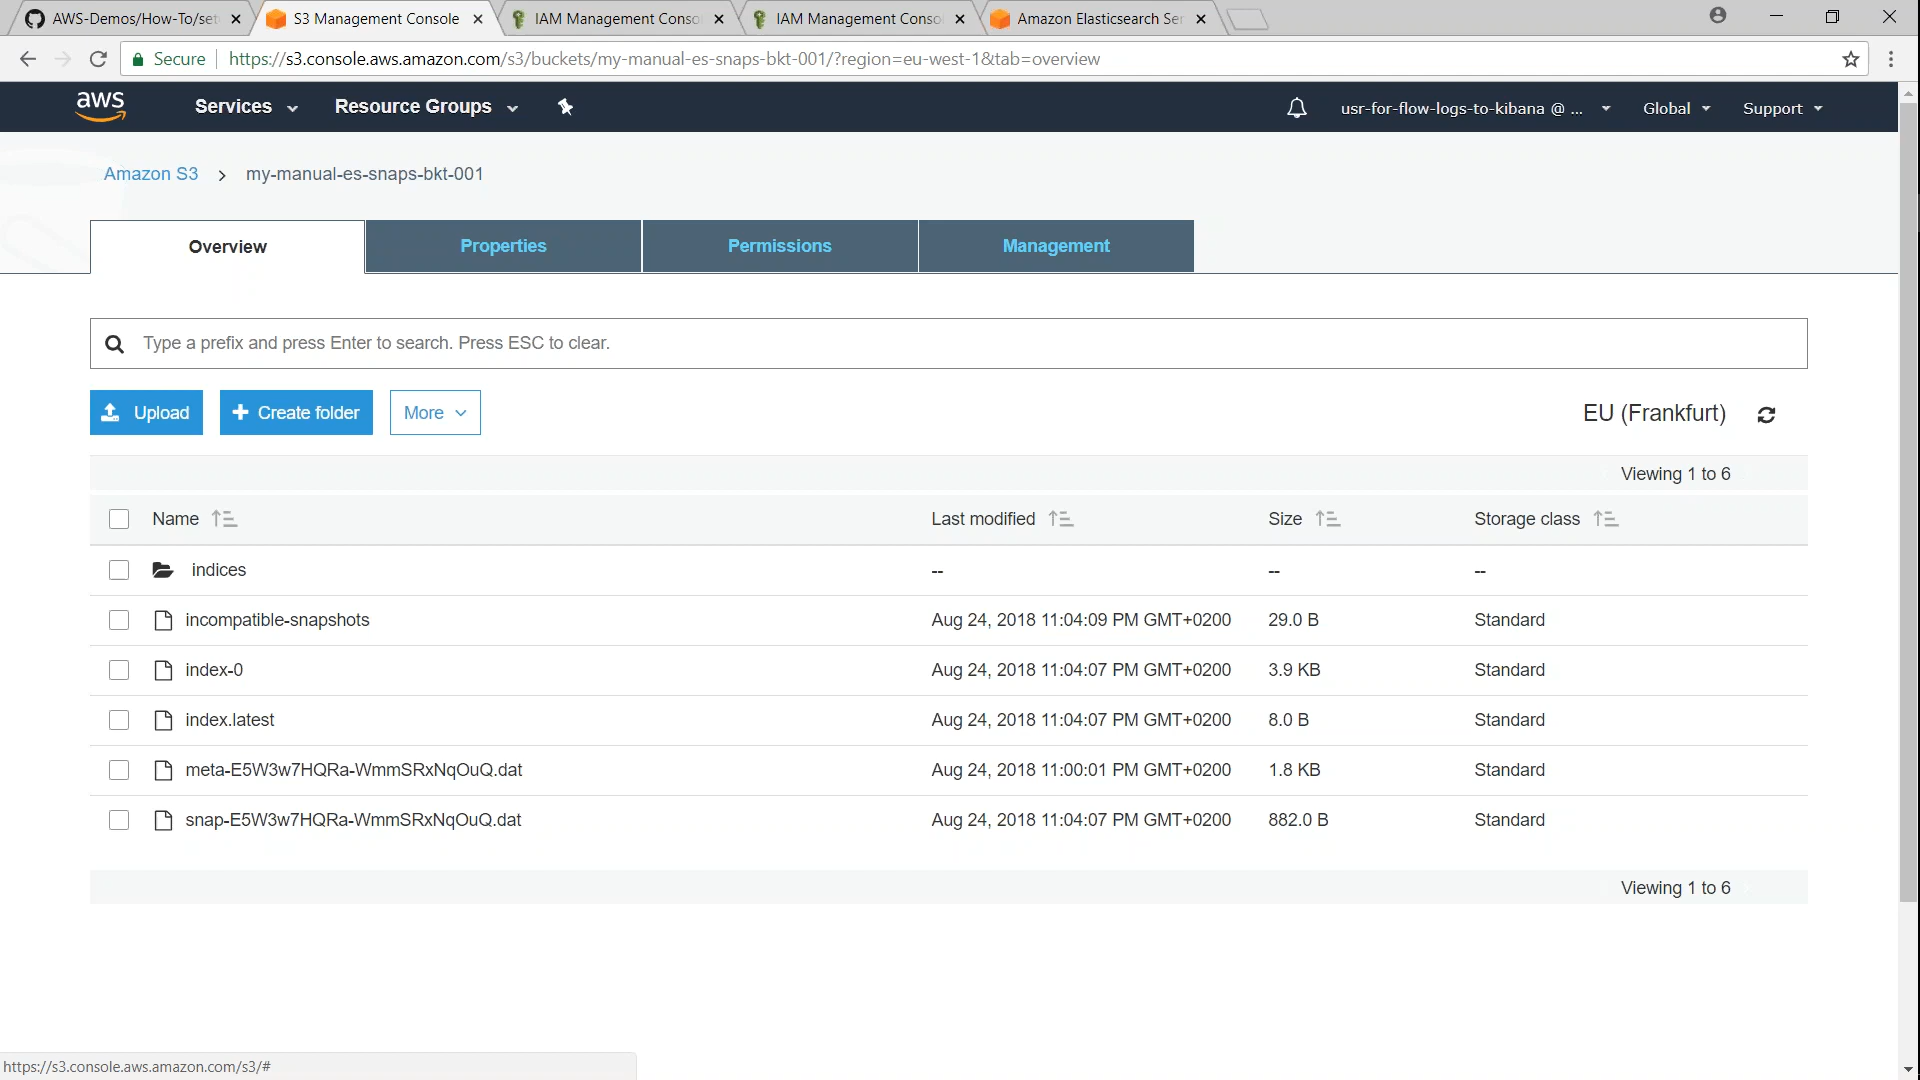 AWS-Demos/How-To/set
S3 Management Console
IAM Management Conso
IAM Management Conso
Amazon Elasticsearch Ser
Secure
https://s3.console.aws.amazon.com/s3/buckets/my-manual-es-snaps-bkt-001/?region=eu-west-1&tab=overview
aws
Services
Resource Groups
usr-for-flow-logs-to-kibana @ ...
Global
Support
Amazon S3 > my-manual-es-snaps-bkt-001
Overview
Properties
Permissions
Management
Type a prefix and press Enter to search. Press ESC to clear.
Upload
+ Create folder
More
EU (Frankfurt)
Viewing 1 to 6
Name Last modified Size Storage class
indices -- -- --
incompatible-snapshots Aug 24, 2018 11:04:09 PM GMT+0200 29.0 B Standard
index-0 Aug 24, 2018 11:04:07 PM GMT+0200 3.9 KB Standard
index.latest Aug 24, 2018 11:04:07 PM GMT+0200 8.0 B Standard
meta-E5W3w7HQRa-WmmSRxNqOuQ.dat Aug 24, 2018 11:00:01 PM GMT+0200 1.8 KB Standard
snap-E5W3w7HQRa-WmmSRxNqOuQ.dat Aug 24, 2018 11:04:07 PM GMT+0200 882.0 B Standard
Viewing 1 to 6
https://s3.console.aws.amazon.com/s3/#